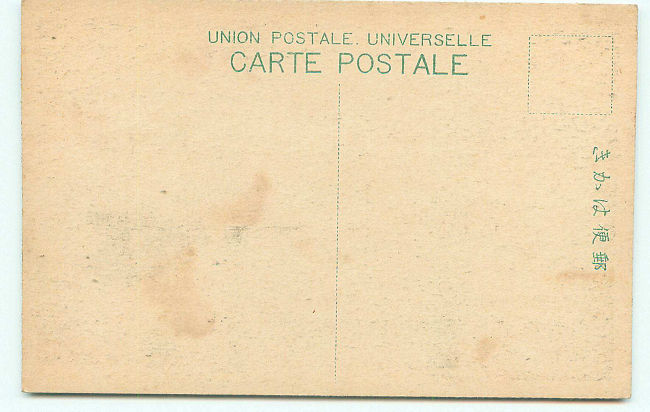 UNION POSTALE. UNIVERSELLE
CARTE POSTALE
郵便はかき